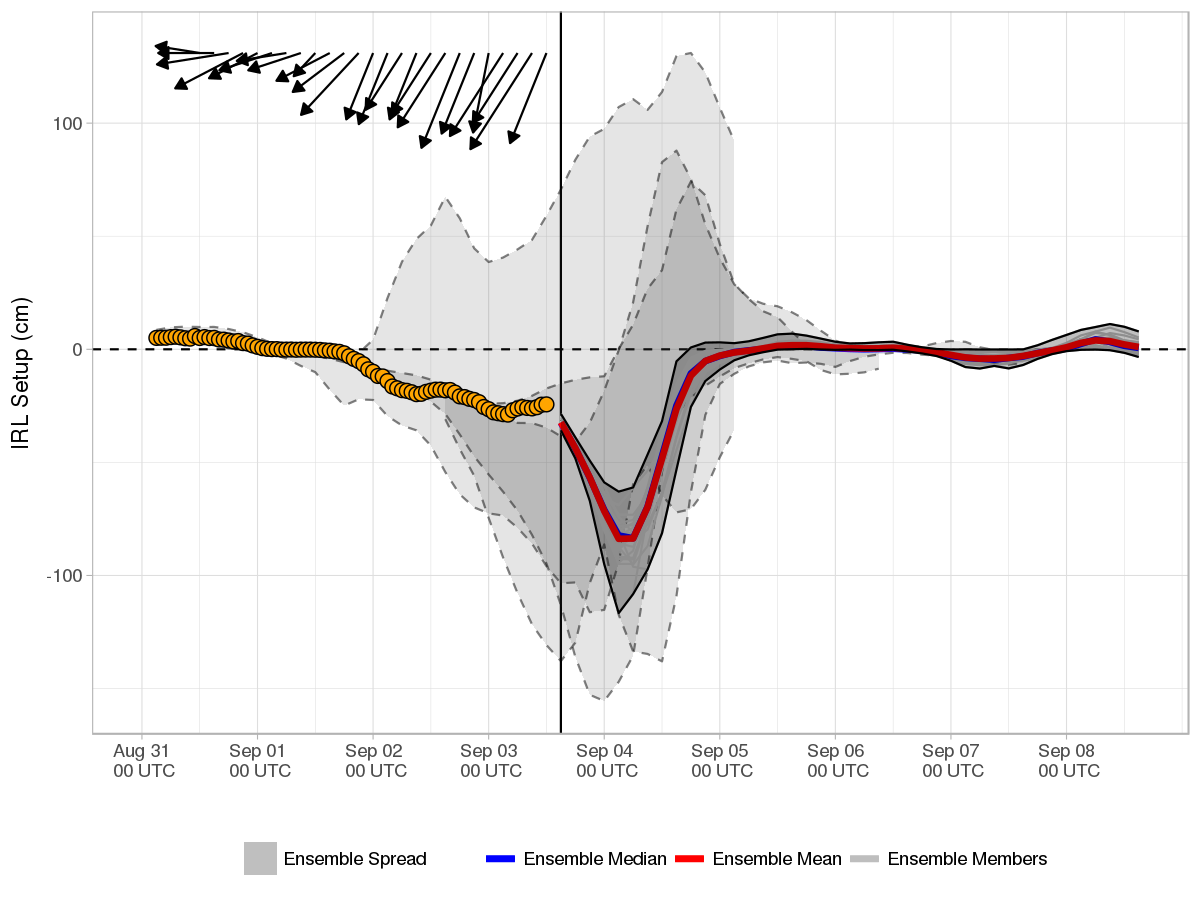 IRL Setup (cm)
100
0
-100
Aug 31 Sep 01 Sep 02 Sep 03 Sep 04 Sep 05 Sep 06 Sep 07 Sep 08
00 UTC 00 UTC 00 UTC 00 UTC 00 UTC 00 UTC 00 UTC 00 UTC 00 UTC
Ensemble Spread Ensemble Median Ensemble Mean Ensemble Members